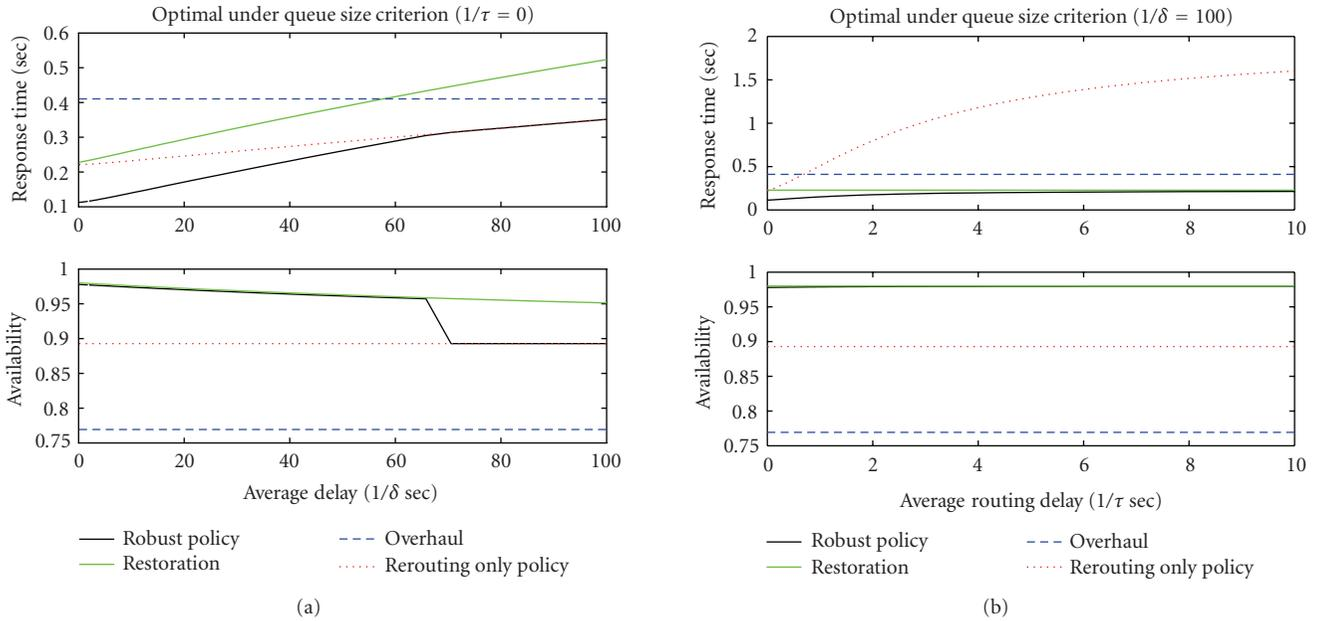 Optimal under queue size criterion (1/τ = 0)
Response time (sec)
0.6
0.5
0.4
0.3
0.2
0.1
0 20 40 60 80 100
Availability
1
0.95
0.9
0.85
0.8
0.75
0 20 40 60 80 100
Average delay (1/δ sec)
Robust policy
Restoration
Overhaul
Rerouting only policy
(a)
Optimal under queue size criterion (1/δ = 100)
Response time (sec)
2
1.5
1
0.5
0
0 2 4 6 8 10
Availability
1
0.95
0.9
0.85
0.8
0.75
0 2 4 6 8 10
Average routing delay (1/τ sec)
Robust policy
Restoration
Overhaul
Rerouting only policy
(b)